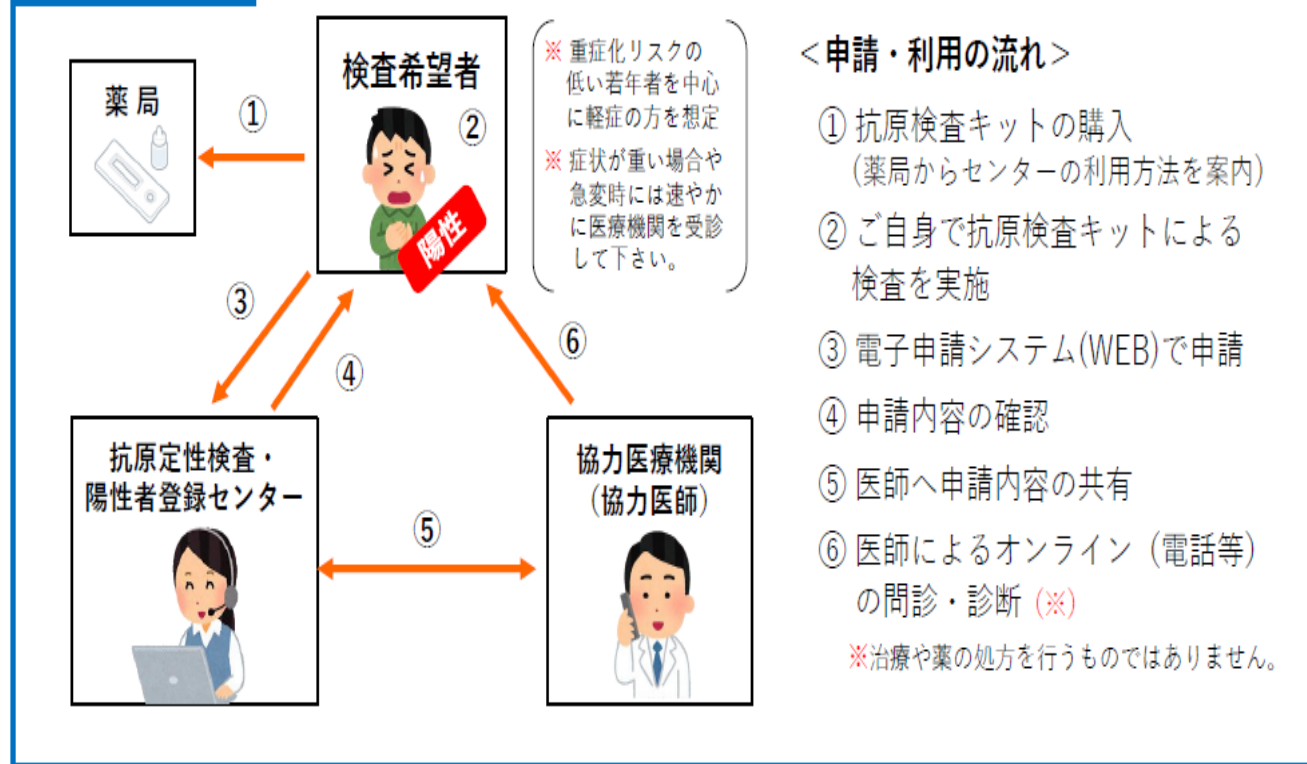 薬局
①
検査希望者
②
陽性
※ 重症化リスクの
低い若年者を中心
に軽症の方を想定
※ 症状が重い場合や
急変時には速やか
に医療機関を受診
して下さい。
③
④
⑥
抗原定性検査・
陽性者登録センター
⑤
協力医療機関
(協力医師)
＜申請・利用の流れ＞
① 抗原検査キットの購入
(薬局からセンターの利用方法を案内)
② ご自身で抗原検査キットによる
検査を実施
③ 電子申請システム(WEB)で申請
④ 申請内容の確認
⑤ 医師へ申請内容の共有
⑥ 医師によるオンライン（電話等）
の問診・診断 (※)
※治療や薬の処方を行うものではありません。